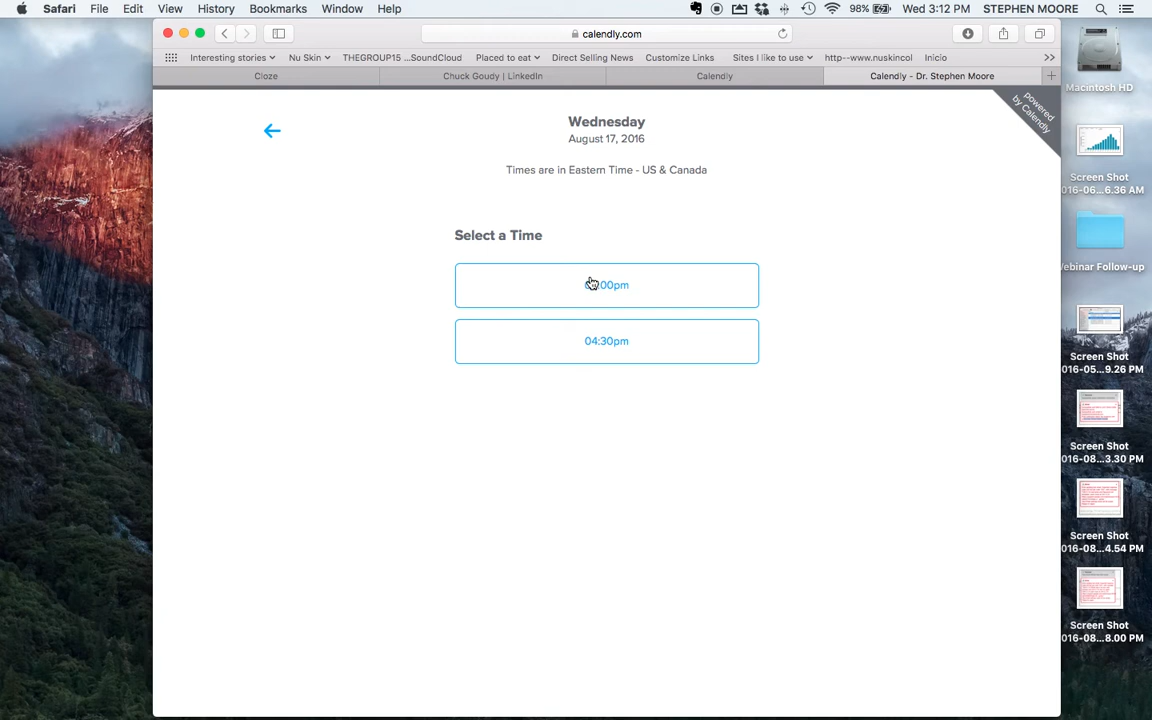 Safari File Edit View History Bookmarks Window Help 98% Wed 3:12 PM STEPHEN MOORE
calendly.com
Interesting stories Nu Skin THEGROUP15 ...SoundCloud Placed to eat Direct Selling News Customize Links Sites I like to use http--www.nuskincol Inicio
Cloze Chuck Goudy | LinkedIn Calendly Calendly - Dr. Stephen Moore +
powered
by Calendly
Wednesday
August 17, 2016
Times are in Eastern Time - US & Canada
Select a Time
:00pm
04:30pm
Macintosh HD
Screen Shot
016-06...6.36 AM
ebinar Follow-up
Screen Shot
016-05...9.26 PM
Screen Shot
016-08...3.30 PM
Screen Shot
016-08...4.54 PM
Screen Shot
016-08...8.00 PM